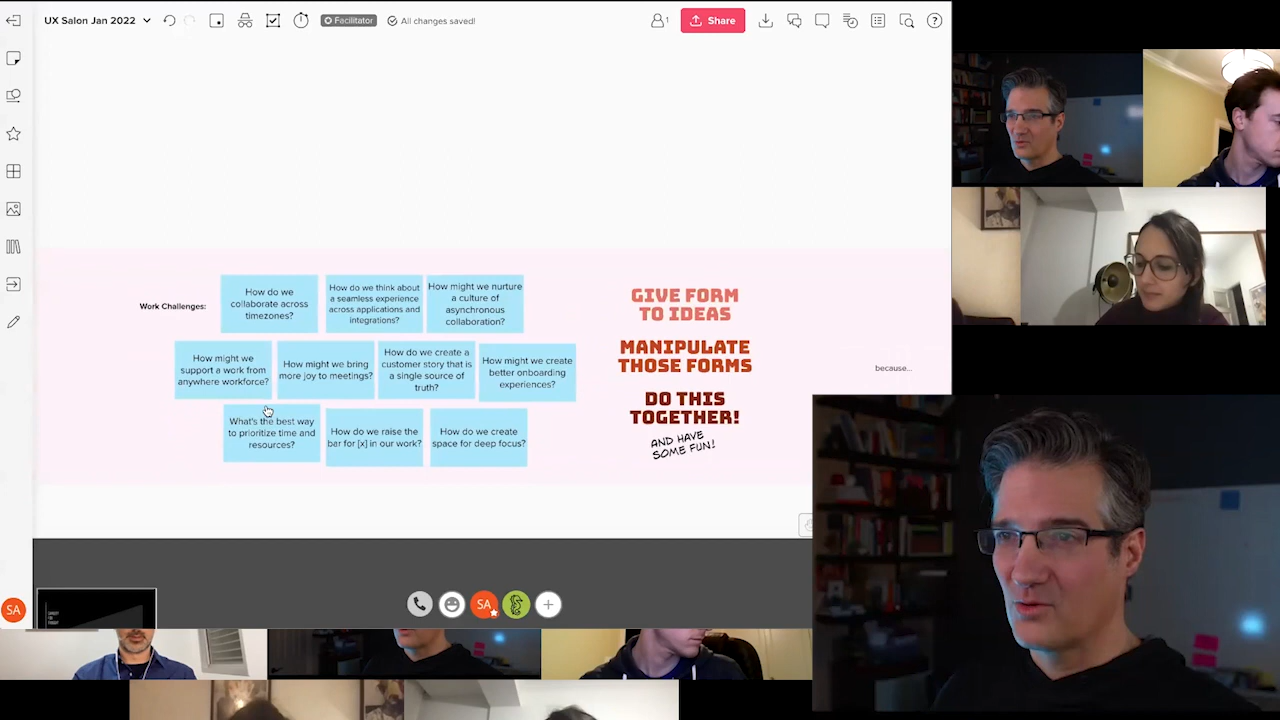 UX Salon Jan 2022
Facilitator
All changes saved!
1
Share
Work Challenges:
How do we
collaborate across
timezones?
How do we think about
a seamless experience
across applications and
integrations?
How might we nurture
a culture of
asynchronous
collaboration?
How might we
support a work from
anywhere workforce?
How might we bring
more joy to meetings?
How do we create a
customer story that is
a single source of
truth?
How might we create
better onboarding
experiences?
What's the best way
to prioritize time and
resources?
How do we raise the
bar for [x] in our work?
How do we create
space for deep focus?
GIVE FORM
TO IDEAS
MANIPULATE
THOSE FORMS
DO THIS
TOGETHER!
AND HAVE
SOME FUN!
because...
SA
SA